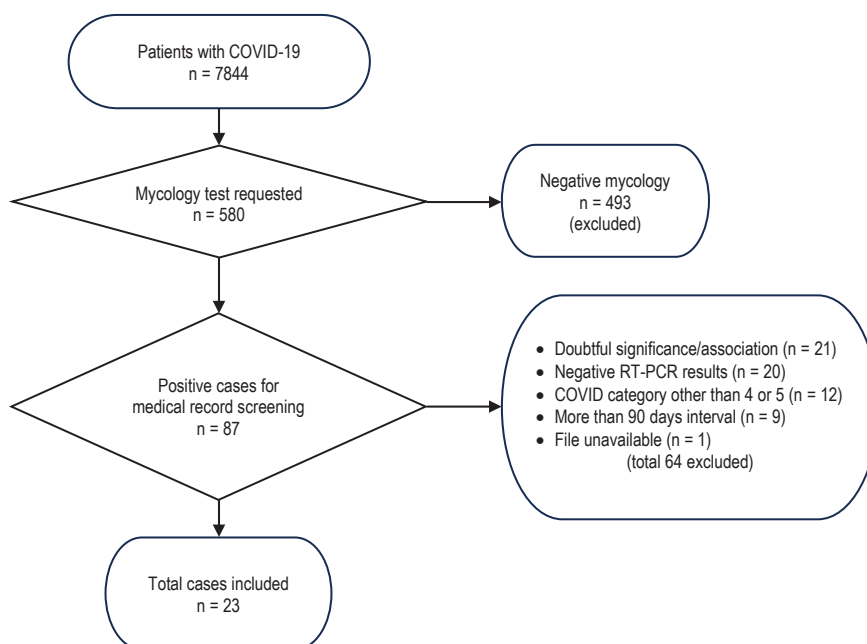 Patients with COVID-19
n = 7844
Mycology test requested
n = 580
Negative mycology
n = 493
(excluded)
Positive cases for
medical record screening
n = 87
• Doubtful significance/association (n = 21)
• Negative RT-PCR results (n = 20)
• COVID category other than 4 or 5 (n = 12)
• More than 90 days interval (n = 9)
• File unavailable (n = 1)
(total 64 excluded)
Total cases included
n = 23